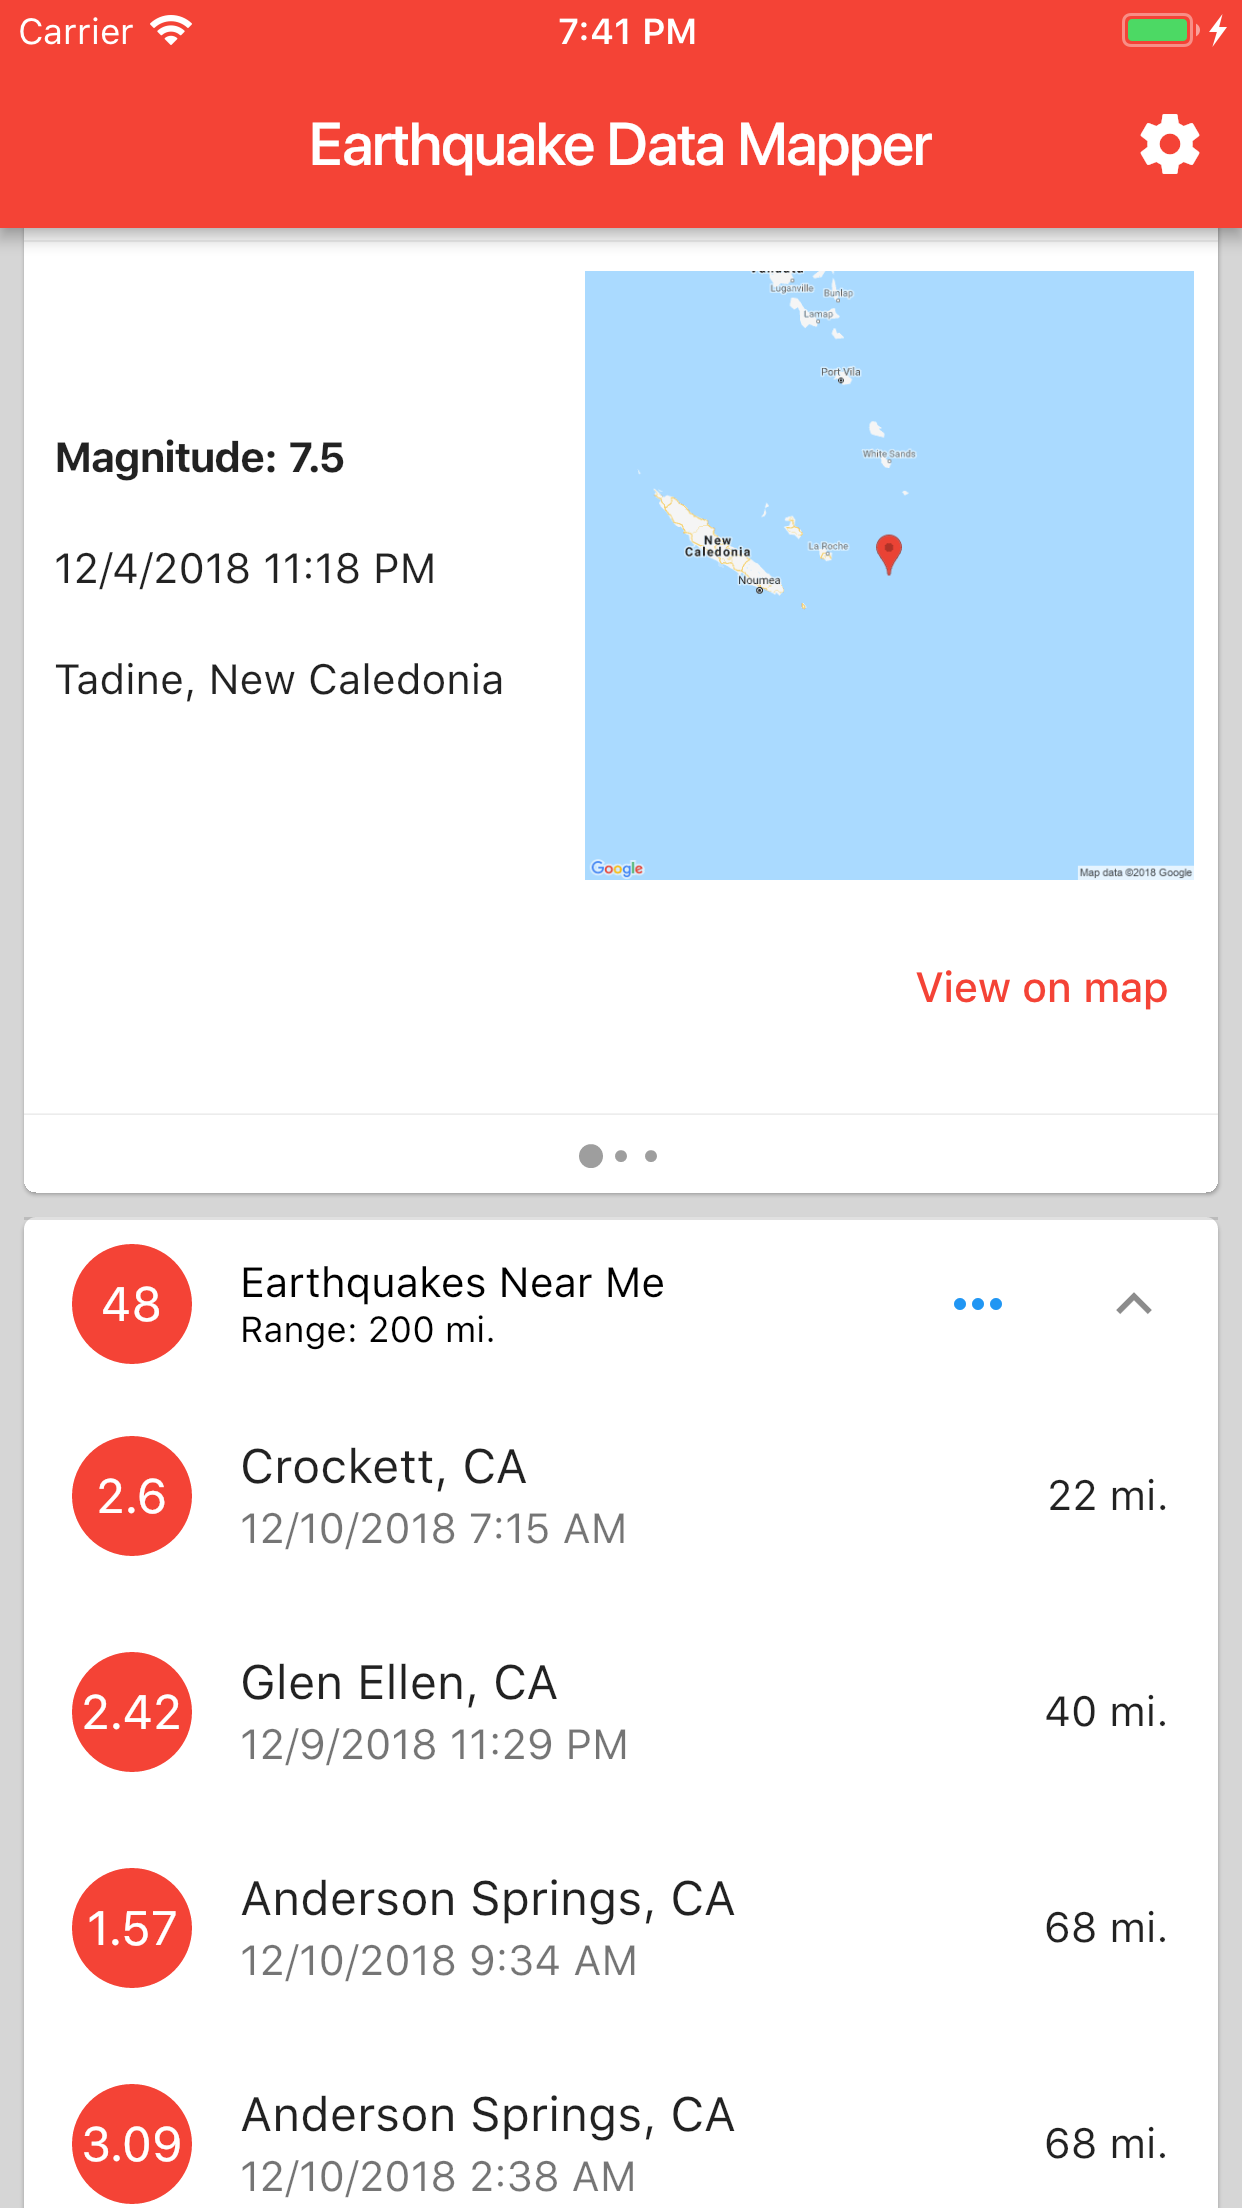 Carrier 7:41 PM
Earthquake Data Mapper
Luganville
Bunlap
Lamap
Port Vila
White Sands
Magnitude: 7.5
New
Caledonia
La Roche
Noumea
12/4/2018 11:18 PM
Tadine, New Caledonia
Google
Map data ©2018 Google
View on map
48
Earthquakes Near Me
Range: 200 mi.
2.6
Crockett, CA
12/10/2018 7:15 AM
22 mi.
2.42
Glen Ellen, CA
12/9/2018 11:29 PM
40 mi.
1.57
Anderson Springs, CA
12/10/2018 9:34 AM
68 mi.
3.09
Anderson Springs, CA
12/10/2018 2:38 AM
68 mi.